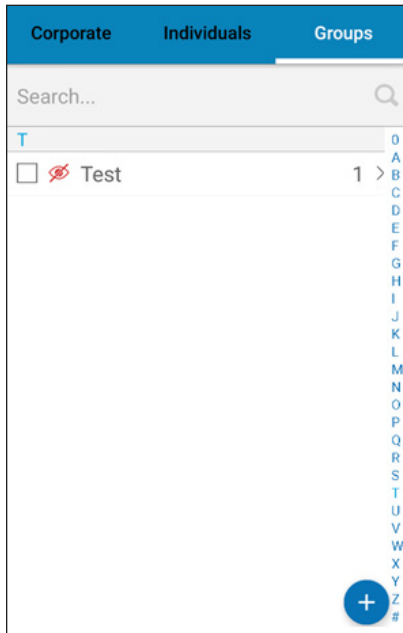 Corporate Individuals Groups
Search...
T
Test 1 >
0
A
B
C
D
E
F
G
H
I
J
K
L
M
N
O
P
Q
R
S
T
U
V
W
X
Y
Z
#
+